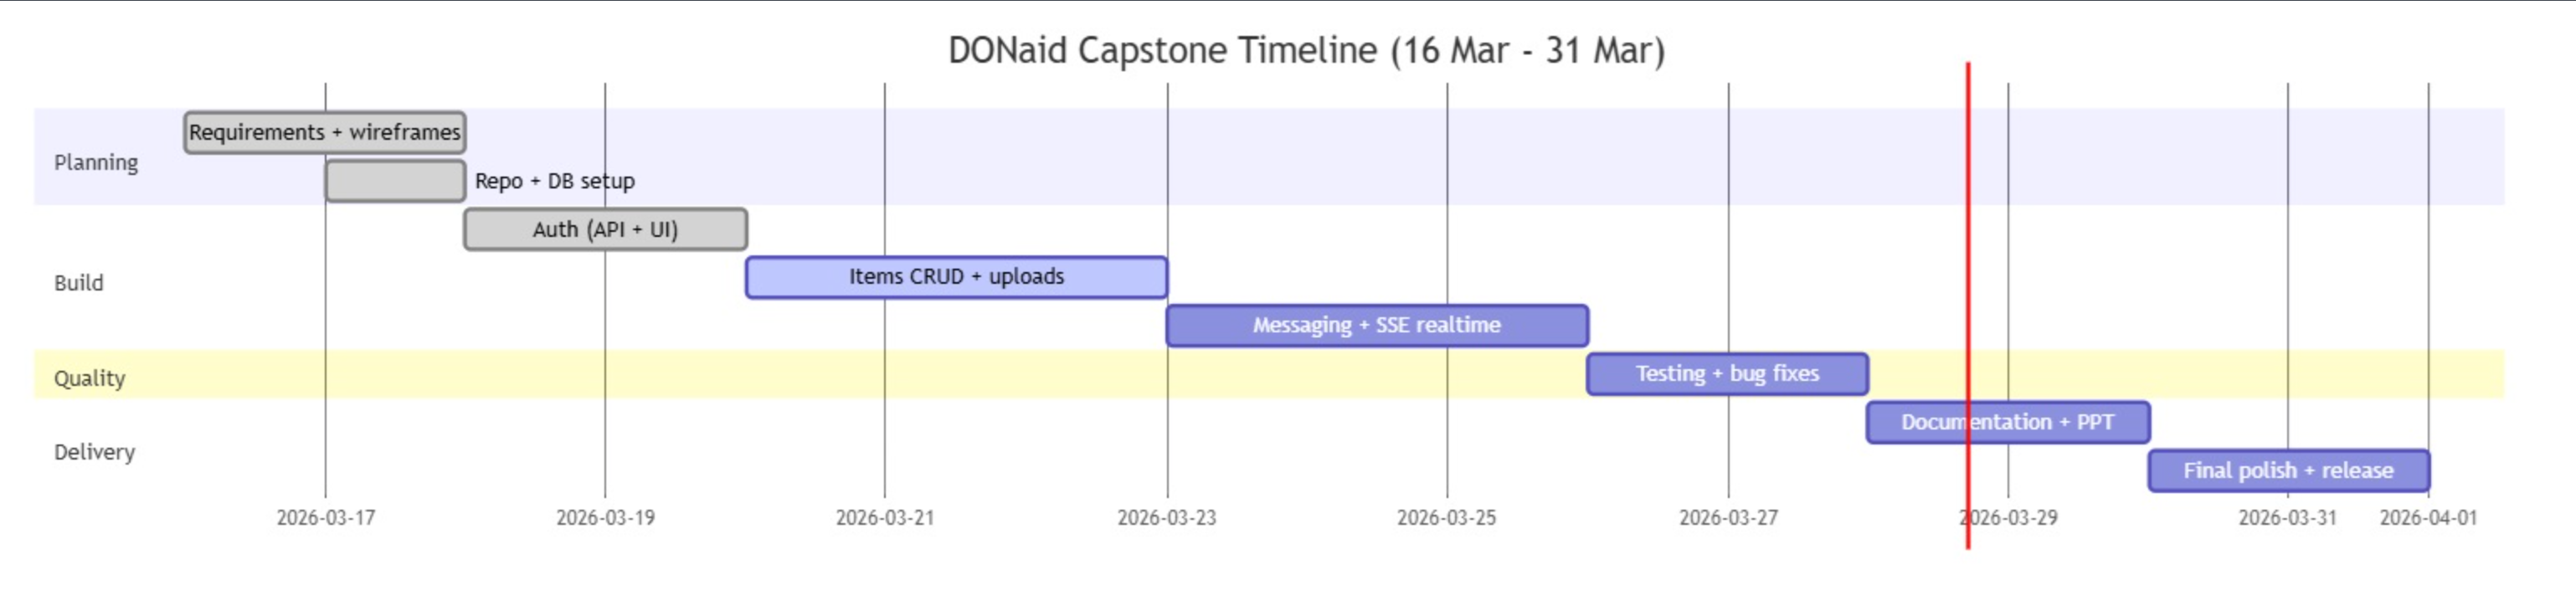 DONaid Capstone Timeline (16 Mar - 31 Mar)
Planning
Requirements + wireframes
Repo + DB setup
Build
Auth (API + UI)
Items CRUD + uploads
Messaging + SSE realtime
Quality
Testing + bug fixes
Delivery
Documentation + PPT
Final polish + release
2026-03-17 2026-03-19 2026-03-21 2026-03-23 2026-03-25 2026-03-27 2026-03-29 2026-03-31 2026-04-01